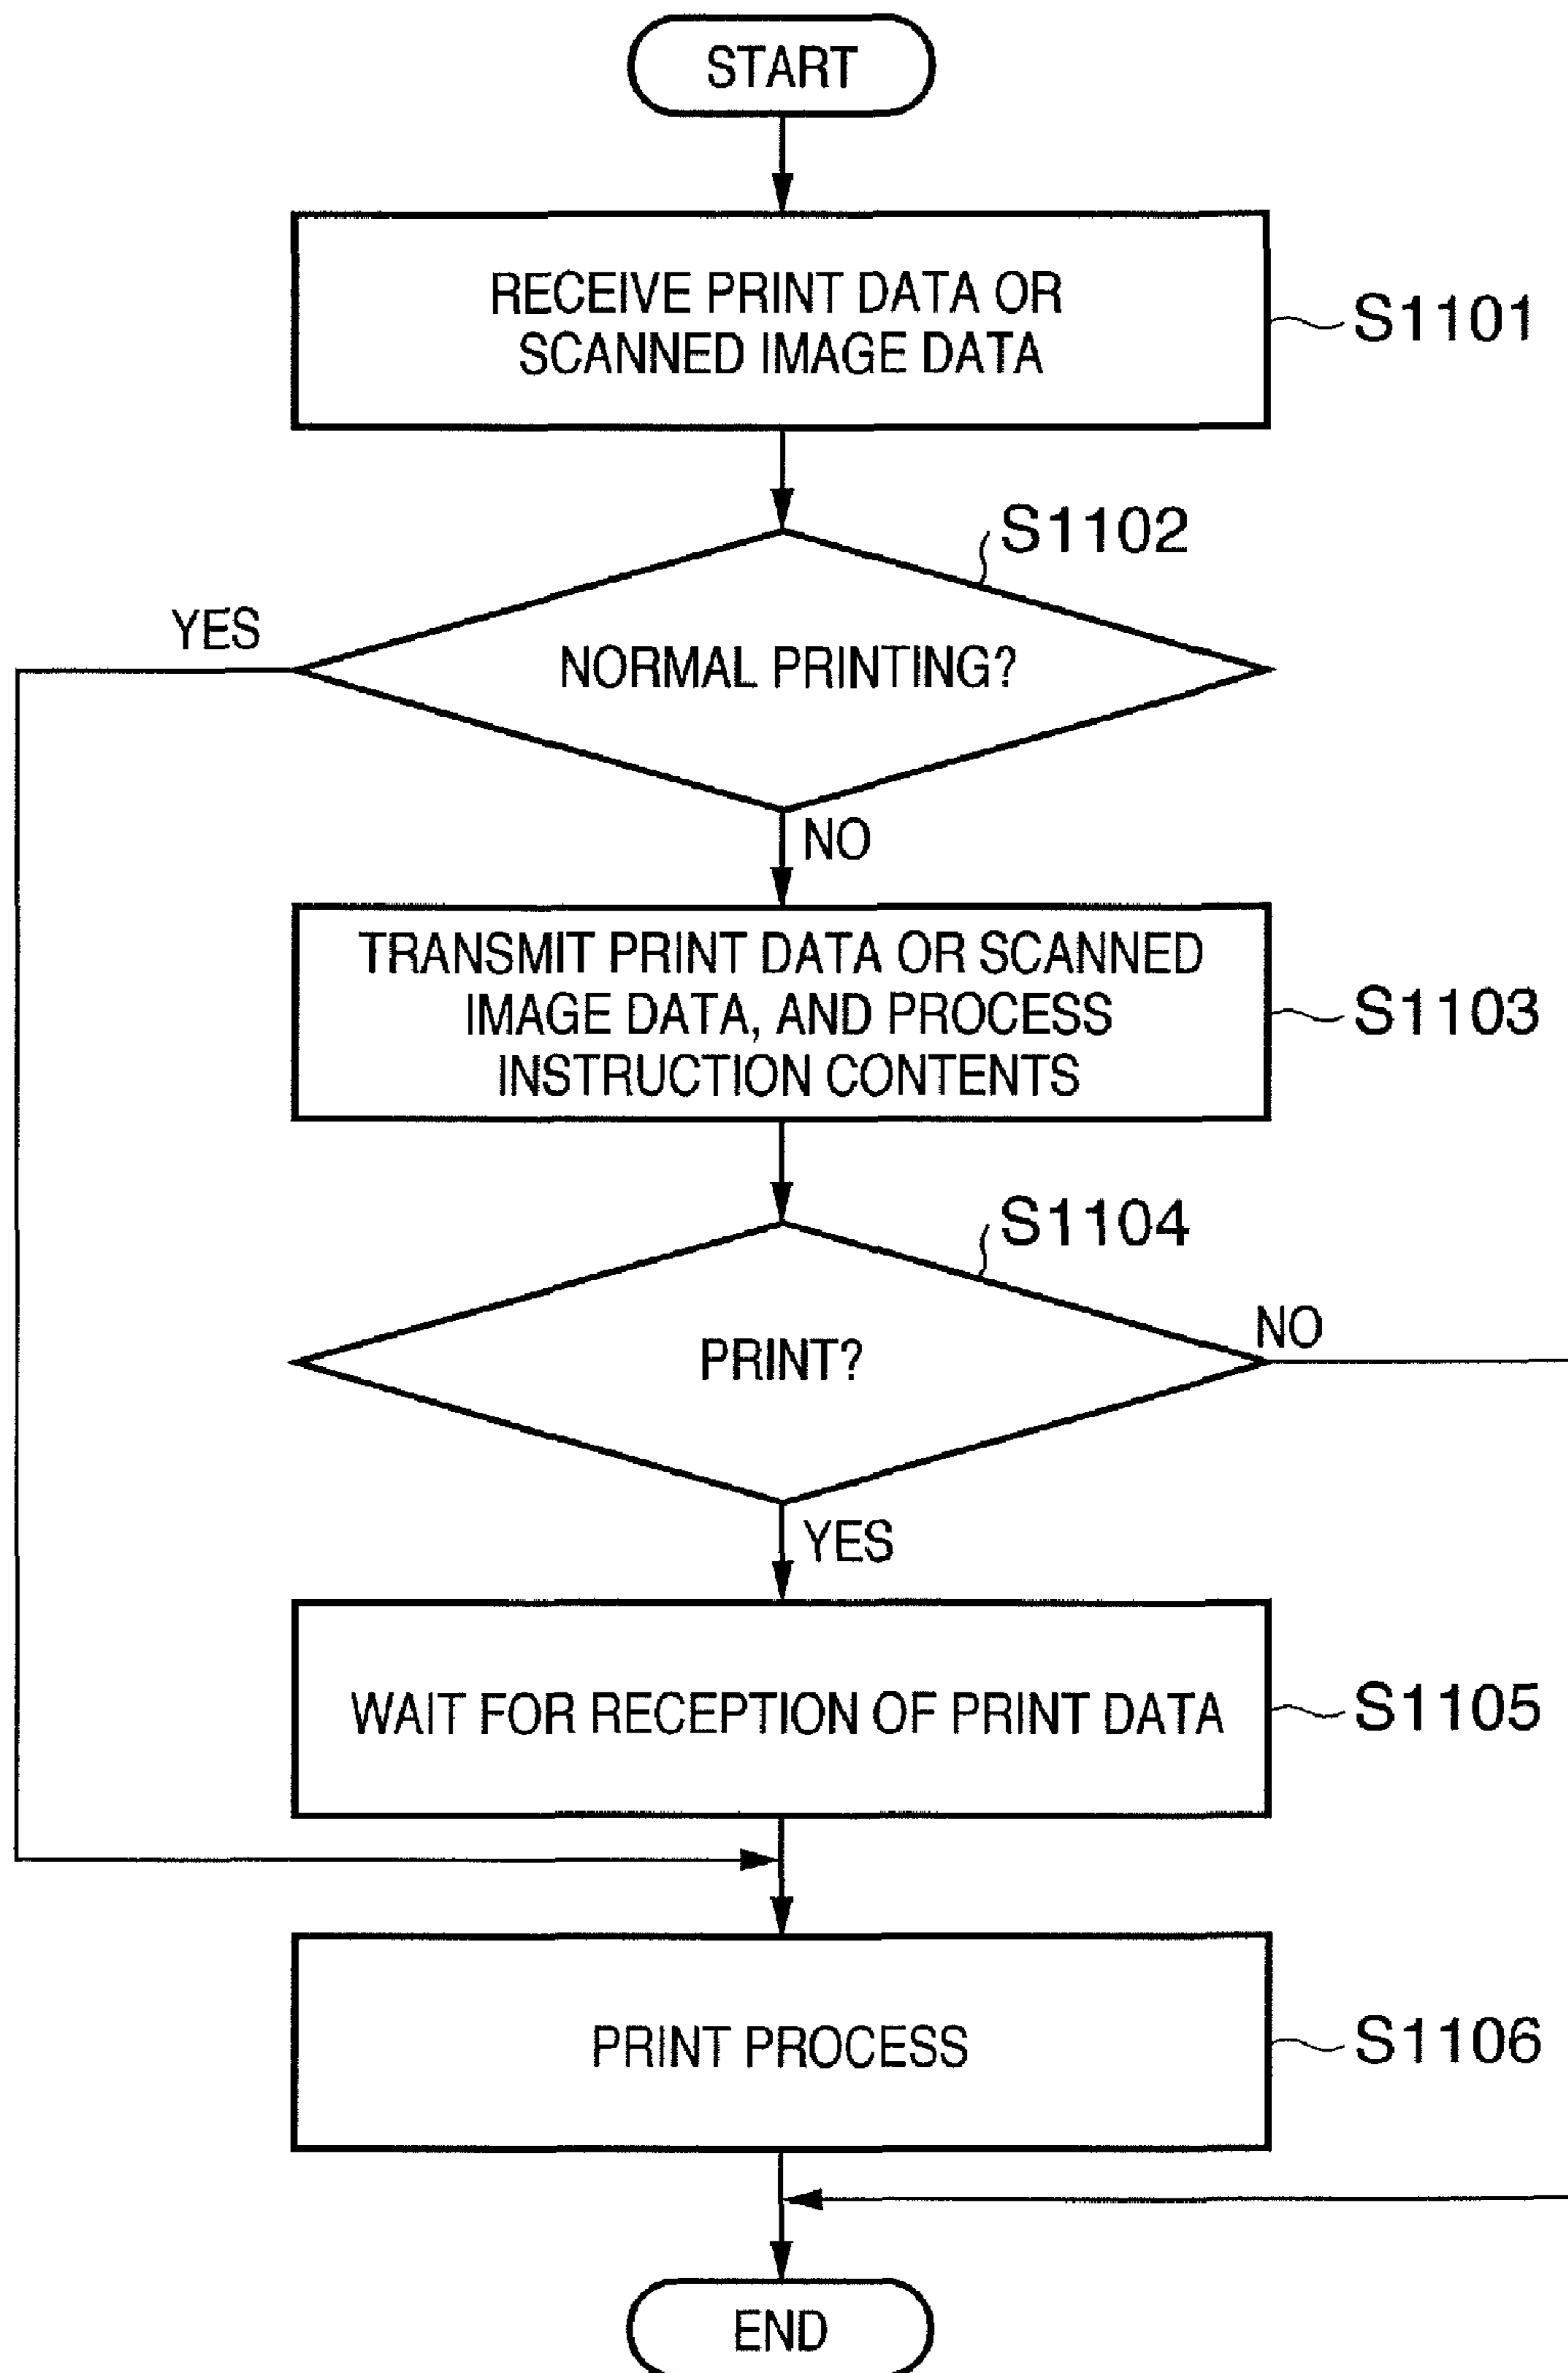 START
RECEIVE PRINT DATA OR
SCANNED IMAGE DATA
S1101
S1102
YES
NORMAL PRINTING?
NO
TRANSMIT PRINT DATA OR SCANNED
IMAGE DATA, AND PROCESS
INSTRUCTION CONTENTS
S1103
S1104
NO
PRINT?
YES
WAIT FOR RECEPTION OF PRINT DATA
S1105
PRINT PROCESS
S1106
END